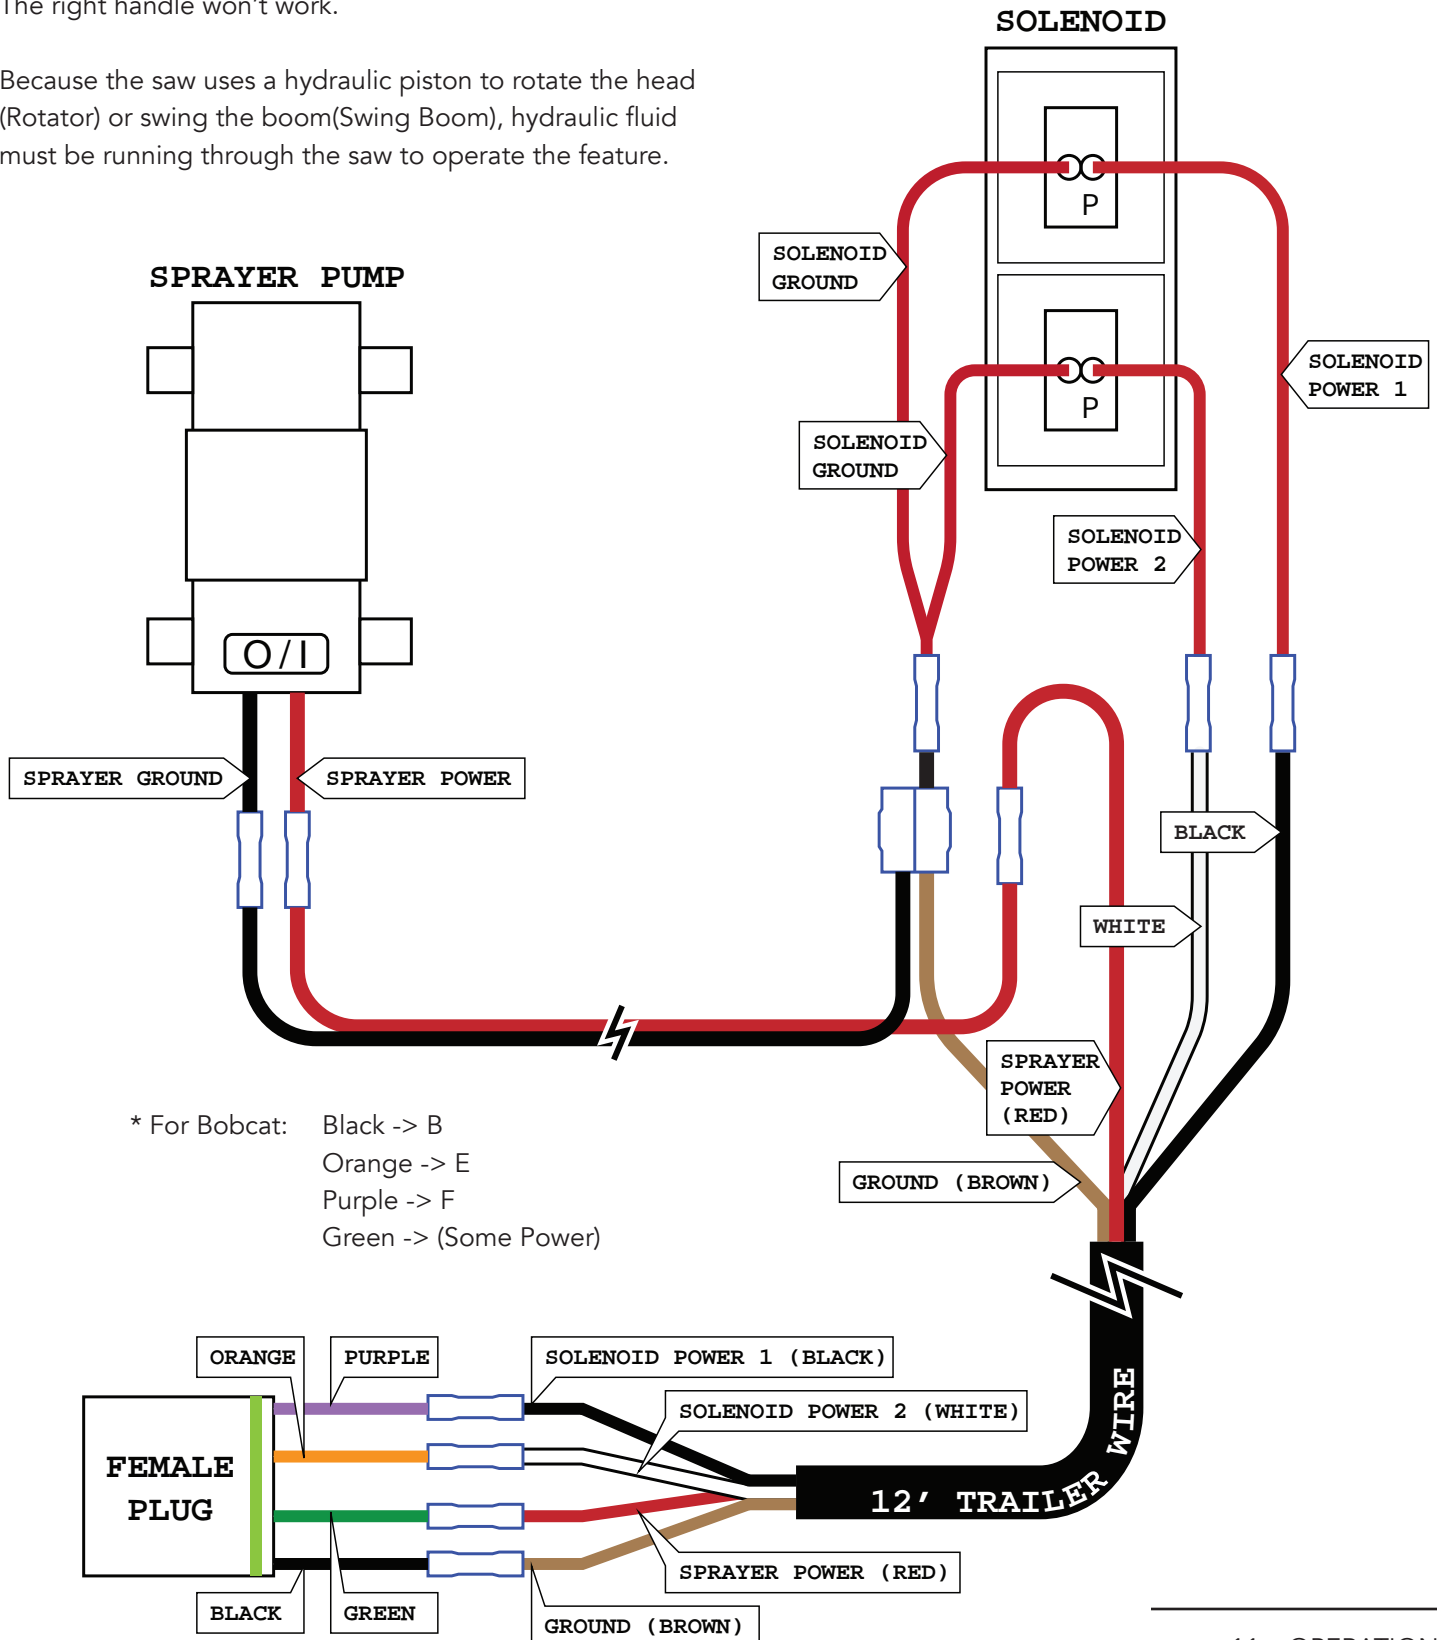 The right handle won't work.
Because the saw uses a hydraulic piston to rotate the head
(Rotator) or swing the boom(Swing Boom), hydraulic fluid
must be running through the saw to operate the feature.
SOLENOID
P
P
SOLENOID
GROUND
SOLENOID
GROUND
SOLENOID
POWER 1
SOLENOID
POWER 2
SPRAYER PUMP
O/I
SPRAYER GROUND
SPRAYER POWER
BLACK
WHITE
SPRAYER
POWER
(RED)
GROUND (BROWN)
* For Bobcat: Black -> B
Orange -> E
Purple -> F
Green -> (Some Power)
ORANGE
PURPLE
SOLENOID POWER 1 (BLACK)
SOLENOID POWER 2 (WHITE)
FEMALE
PLUG
12' TRAILER WIRE
SPRAYER POWER (RED)
BLACK
GREEN
GROUND (BROWN)